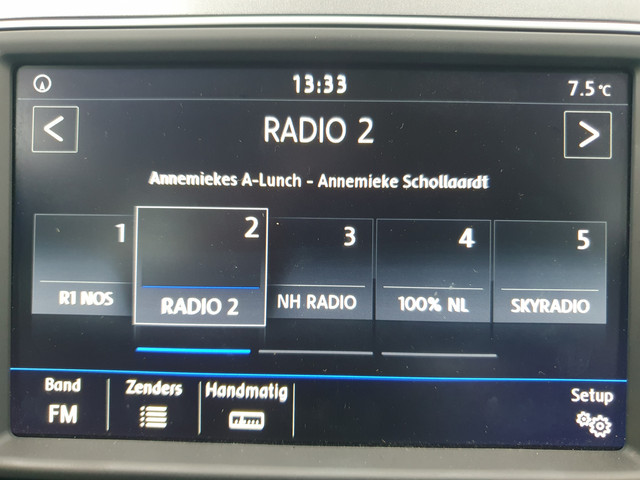 13:33
7.5°C
< RADIO 2 >
Annemiekes A-Lunch - Annemieke Schollaardt
1 2 3 4 5
R1 NOS RADIO 2 NH RADIO 100% NL SKYRADIO
Band Zenders Handmatig Setup
FM